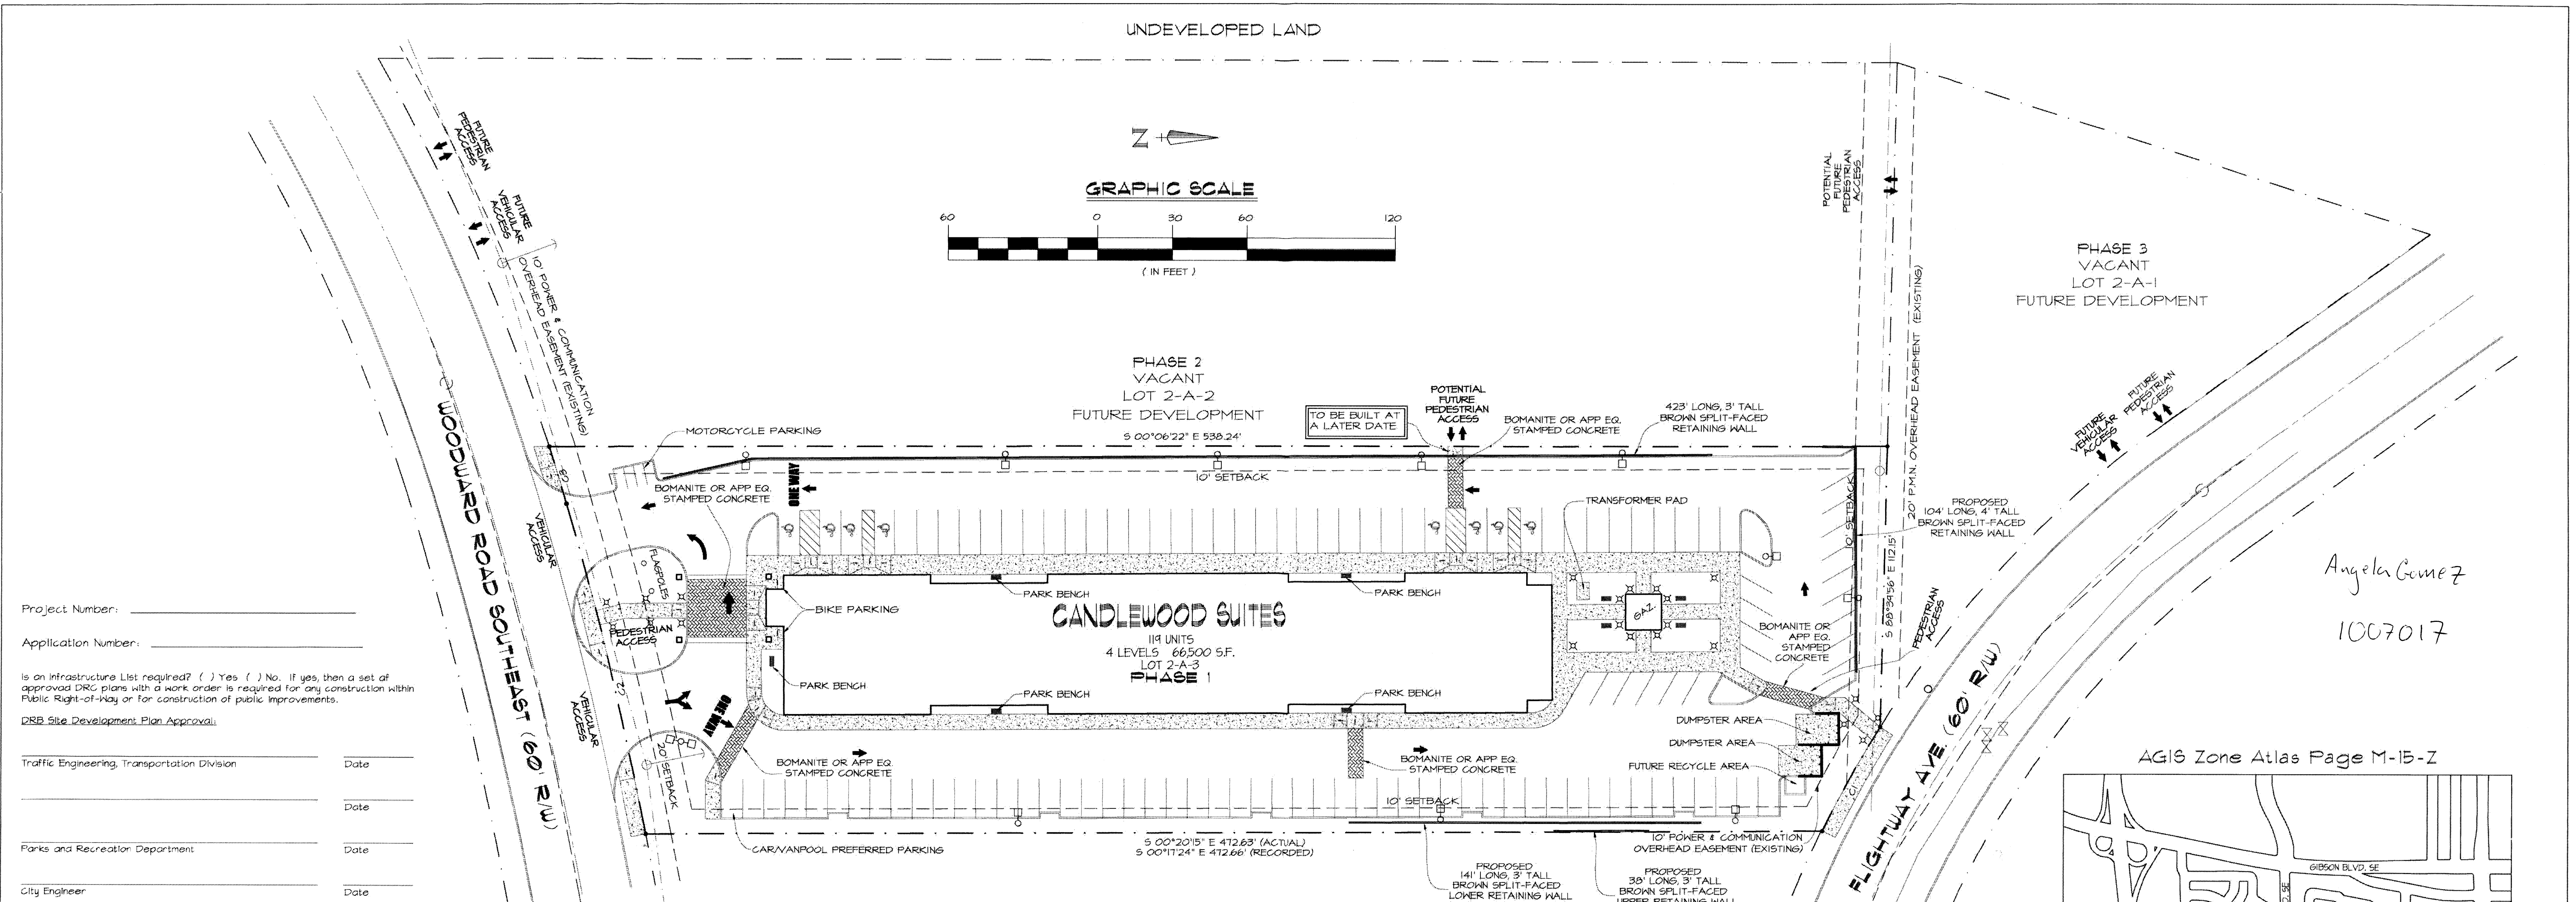 UNDEVELOPED LAND
FUTURE
PEDESTRIAN
ACCESS
FUTURE
VEHICULAR
ACCESS
10' POWER & COMMUNICATION
OVERHEAD EASEMENT (EXISTING)
WOODWARD ROAD SOUTHEAST (60' R/W)
N
GRAPHIC SCALE
60 0 30 60 120
( IN FEET )
PHASE 2
VACANT
LOT 2-A-2
FUTURE DEVELOPMENT
S 00°06'22" E 538.24'
TO BE BUILT AT
A LATER DATE
POTENTIAL
FUTURE
PEDESTRIAN
ACCESS
BOMANITE OR APP EQ.
STAMPED CONCRETE
423' LONG, 3' TALL
BROWN SPLIT-FACED
RETAINING WALL
POTENTIAL
FUTURE
PEDESTRIAN
ACCESS
20' P.M.N. OVERHEAD EASEMENT (EXISTING)
PHASE 3
VACANT
LOT 2-A-1
FUTURE DEVELOPMENT
FUTURE
VEHICULAR
ACCESS
FUTURE
PEDESTRIAN
ACCESS
MOTORCYCLE PARKING
BOMANITE OR APP EQ.
STAMPED CONCRETE
ONE WAY
10' SETBACK
TRANSFORMER PAD
10' SETBACK
PROPOSED
104' LONG, 4' TALL
BROWN SPLIT-FACED
RETAINING WALL
S 88°39'56" E 112.15'
PEDESTRIAN
ACCESS
C3
VEHICULAR
ACCESS
FLAGPOLES
PEDESTRIAN
ACCESS
BIKE PARKING
PARK BENCH
PARK BENCH
CANDLEWOOD SUITES
119 UNITS
4 LEVELS 66,500 S.F.
LOT 2-A-3
PHASE 1
GAZ.
BOMANITE OR
APP EQ.
STAMPED
CONCRETE
Angela Gomez
1007017
Project Number:
Application Number:
Is an Infrastructure List required? ( ) Yes ( ) No. If yes, then a set of
approvad DRC plans with a work order is required for any construction within
Public Right-of-Way or for construction of public improvements.
DRB Site Development Plan Approval:
Traffic Engineering, Transportation Division Date
Date
Parks and Recreation Department Date
City Engineer Date
C2
VEHICULAR
ACCESS
ONE WAY
20' SETBACK
PARK BENCH
PARK BENCH
PARK BENCH
DUMPSTER AREA
DUMPSTER AREA
FUTURE RECYCLE AREA
BOMANITE OR APP EQ.
STAMPED CONCRETE
BOMANITE OR APP EQ.
STAMPED CONCRETE
10' SETBACK
C1
FLIGHTWAY AVE. (60' R/W)
CAR/VANPOOL PREFERRED PARKING
S 00°20'15" E 472.63' (ACTUAL)
S 00°17'24" E 472.66' (RECORDED)
10' POWER & COMMUNICATION
OVERHEAD EASEMENT (EXISTING)
PROPOSED
141' LONG, 3' TALL
BROWN SPLIT-FACED
LOWER RETAINING WALL
PROPOSED
38' LONG, 3' TALL
BROWN SPLIT-FACED
UPPER RETAINING WALL
AGIS Zone Atlas Page M-15-Z
GIBSON BLVD. SE